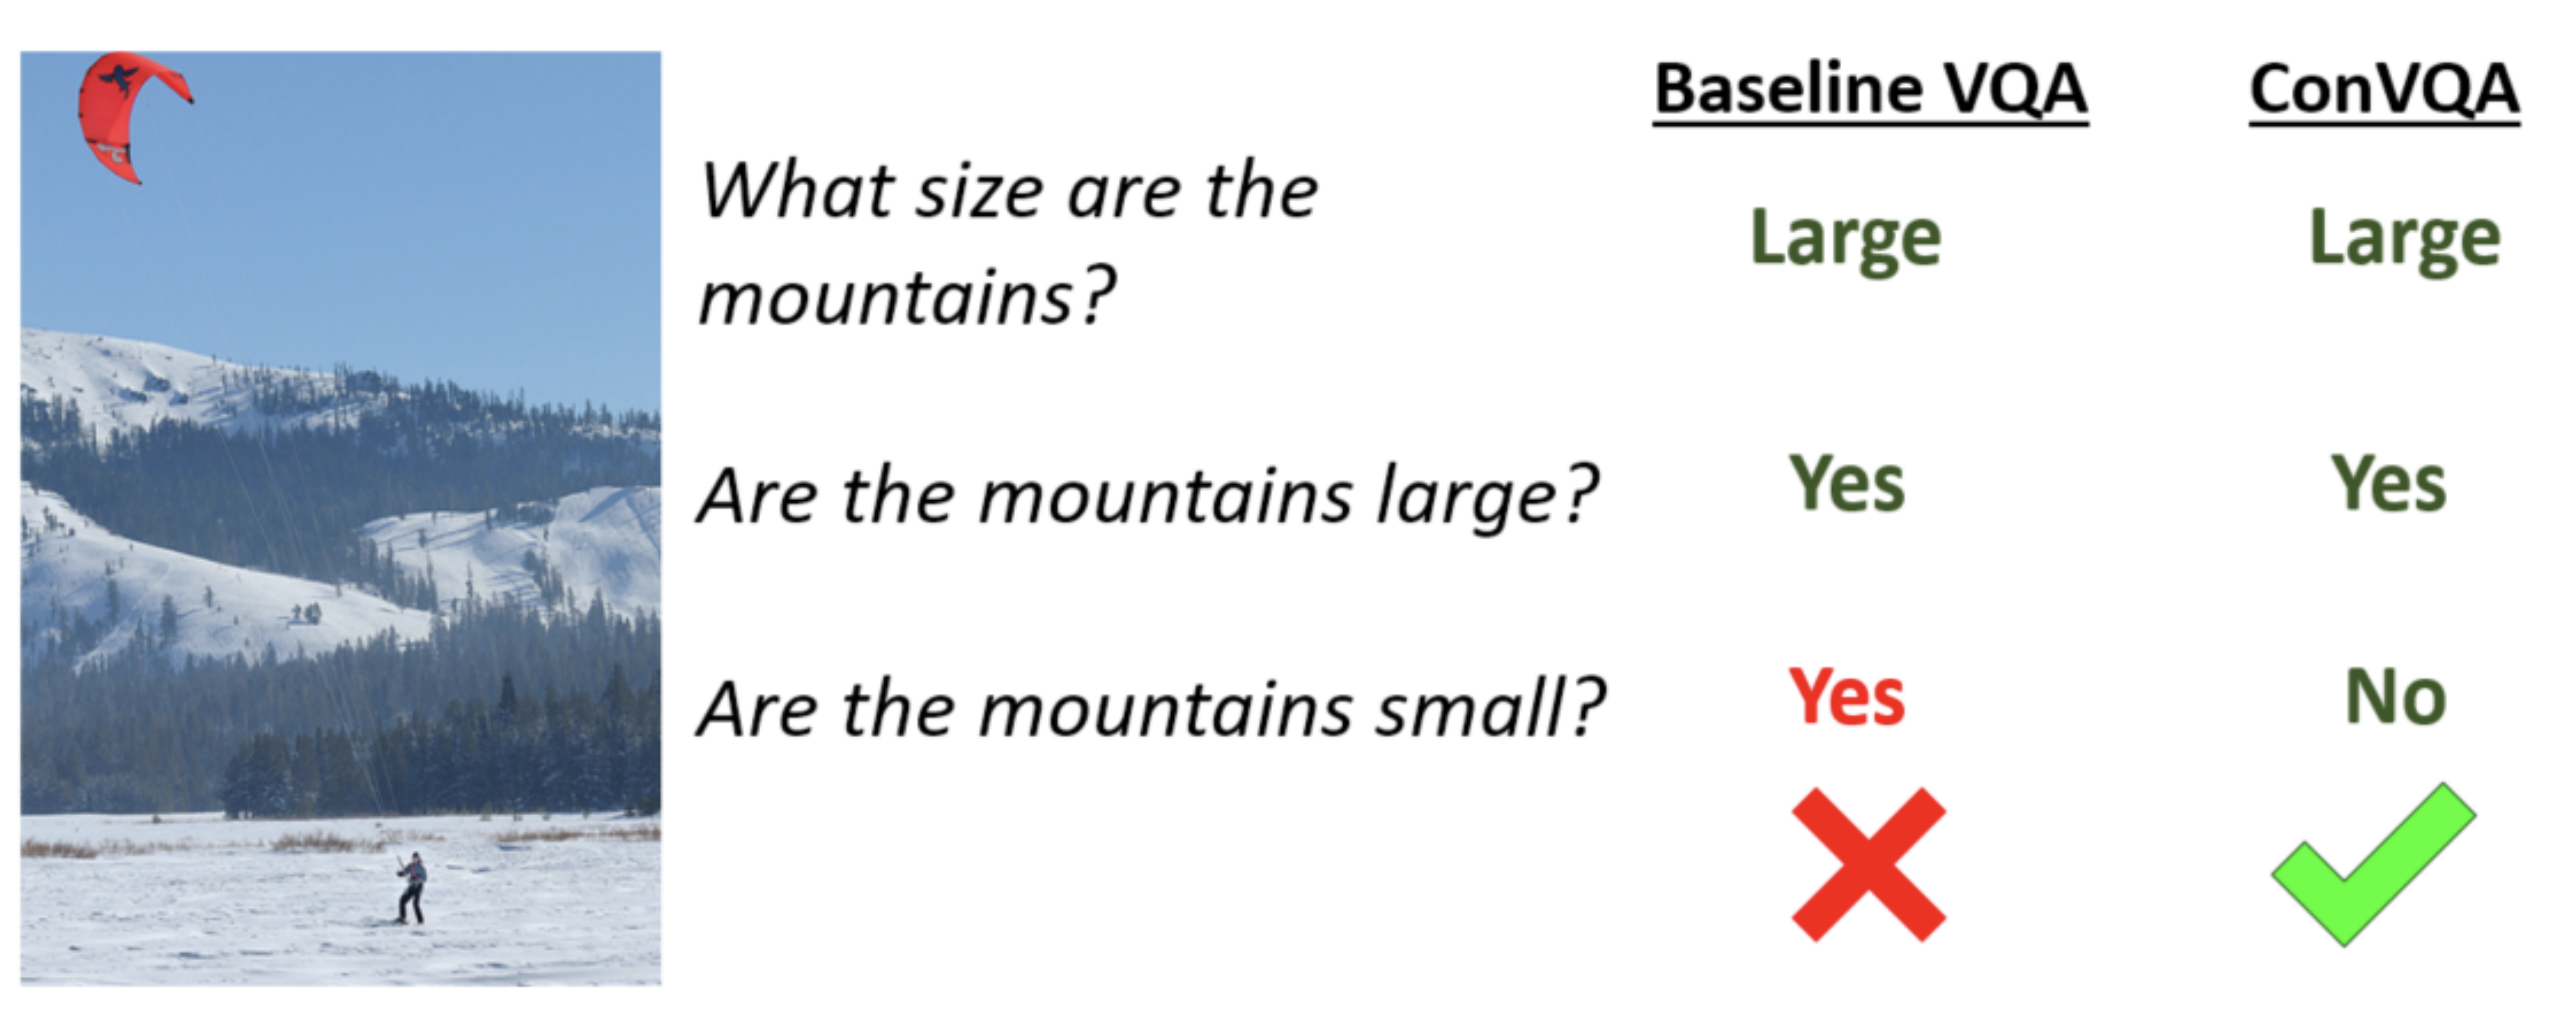 Baseline VQA ConVQA
What size are the
mountains?
Large Large
Are the mountains large? Yes Yes
Are the mountains small? Yes No